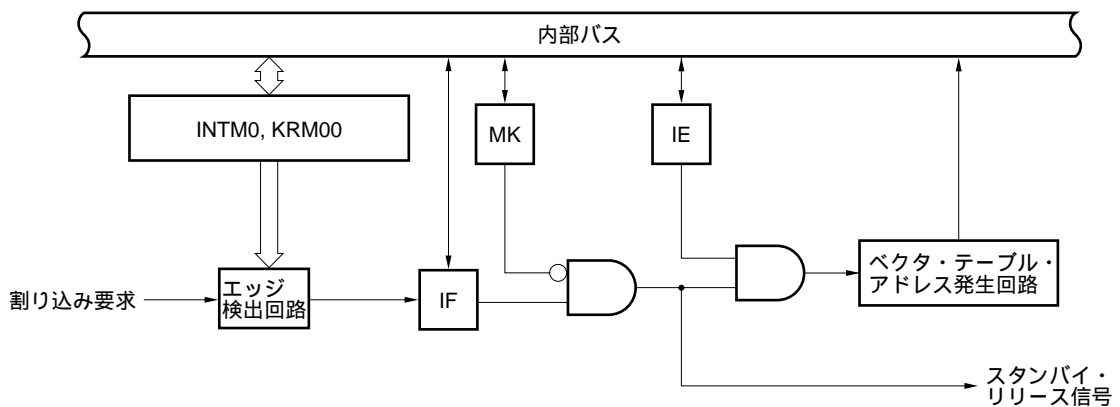 内部バス
INTM0, KRM00
MK
IE
割り込み要求
エッジ
検出回路
IF
ベクタ・テーブル・
アドレス発生回路
スタンバイ・
リリース信号